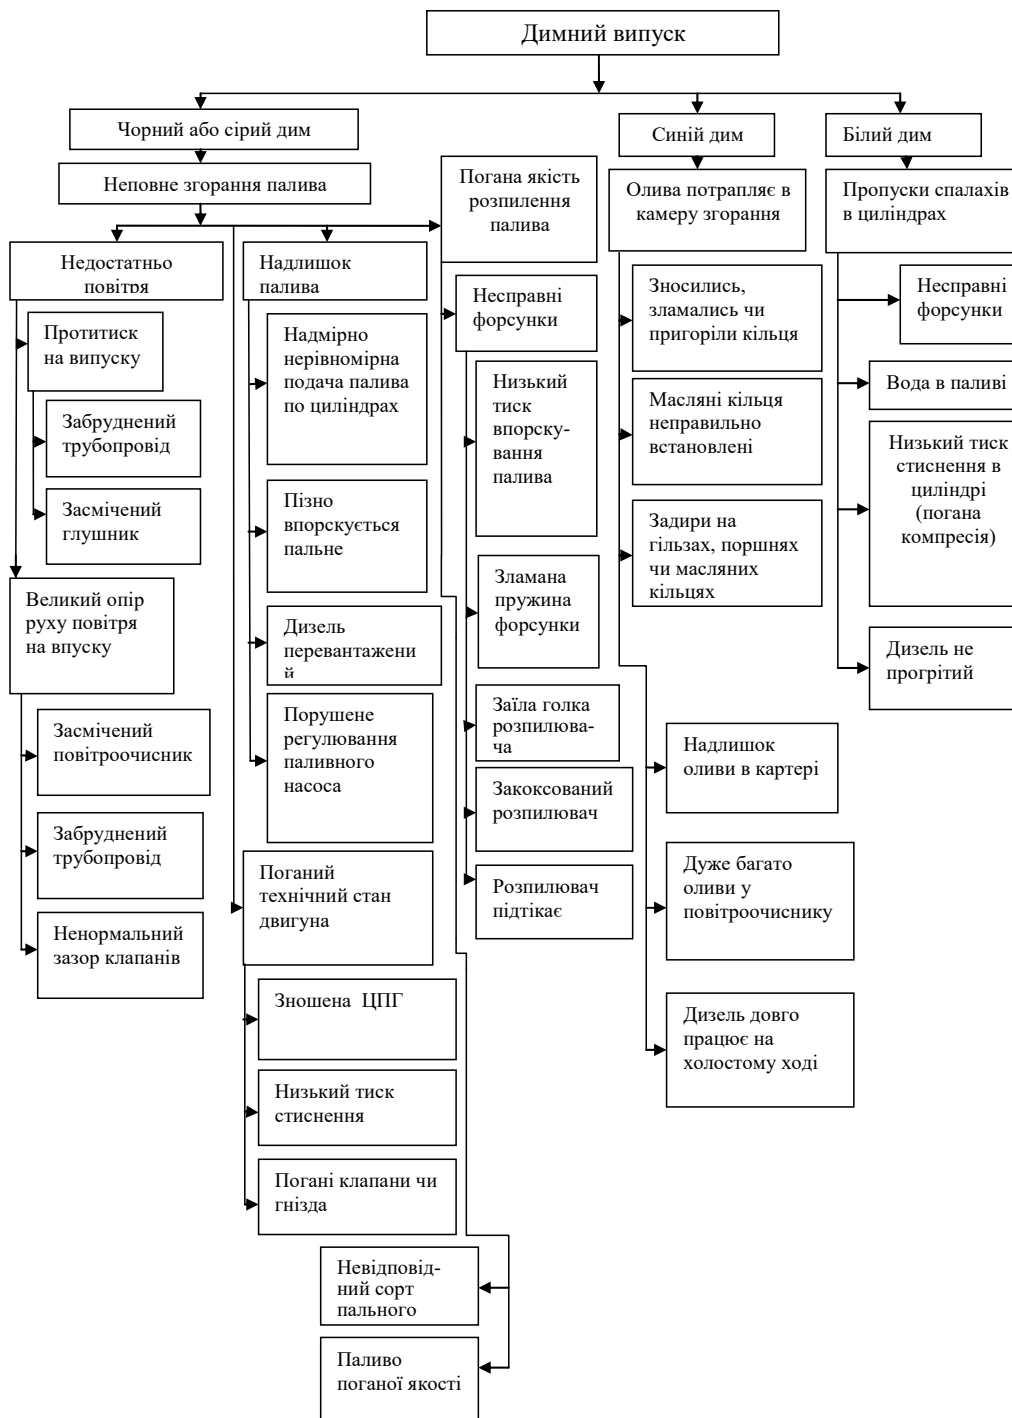 Димний випуск
Чорний або сірий дим
Синій дим
Білий дим
Неповне згорання палива
Погана якість
розпилення
палива
Олива потрапляє в
камеру згорання
Пропуски спалахів
в циліндрах
Недостатньо
повітря
Надлишок
палива
Протитиск
на випуску
Забруднений
трубопровід
Засмічений
глушник
Великий опір
руху повітря
на впуску
Засмічений
повітроочисник
Забруднений
трубопровід
Ненормальний
зазор клапанів
Надмірно
нерівномірна
подача палива
по циліндрах
Пізно
впорскується
пальне
Дизель
перевантажени
й
Порушене
регулювання
паливного
насоса
Поганий
технічний стан
двигуна
Зношена ЦПГ
Низький тиск
стиснення
Погані клапани чи
гнізда
Несправні
форсунки
Низький
тиск
впорску-
вання
палива
Зламана
пружина
форсунки
Заїла голка
розпилюва-
ча
Закоксований
розпилювач
Розпилювач
підтікає
Невідповід-
ний сорт
пального
Паливо
поганої якості
Зносились,
зламались чи
пригоріли кільця
Масляні кільця
неправильно
встановлені
Задири на
гільзах, поршнях
чи масляних
кільцях
Надлишок
оливи в картері
Дуже багато
оливи у
повітроочиснику
Дизель довго
працює на
холостому ході
Несправні
форсунки
Вода в паливі
Низький тиск
стиснення в
циліндрі
(погана
компресія)
Дизель не
прогрітий